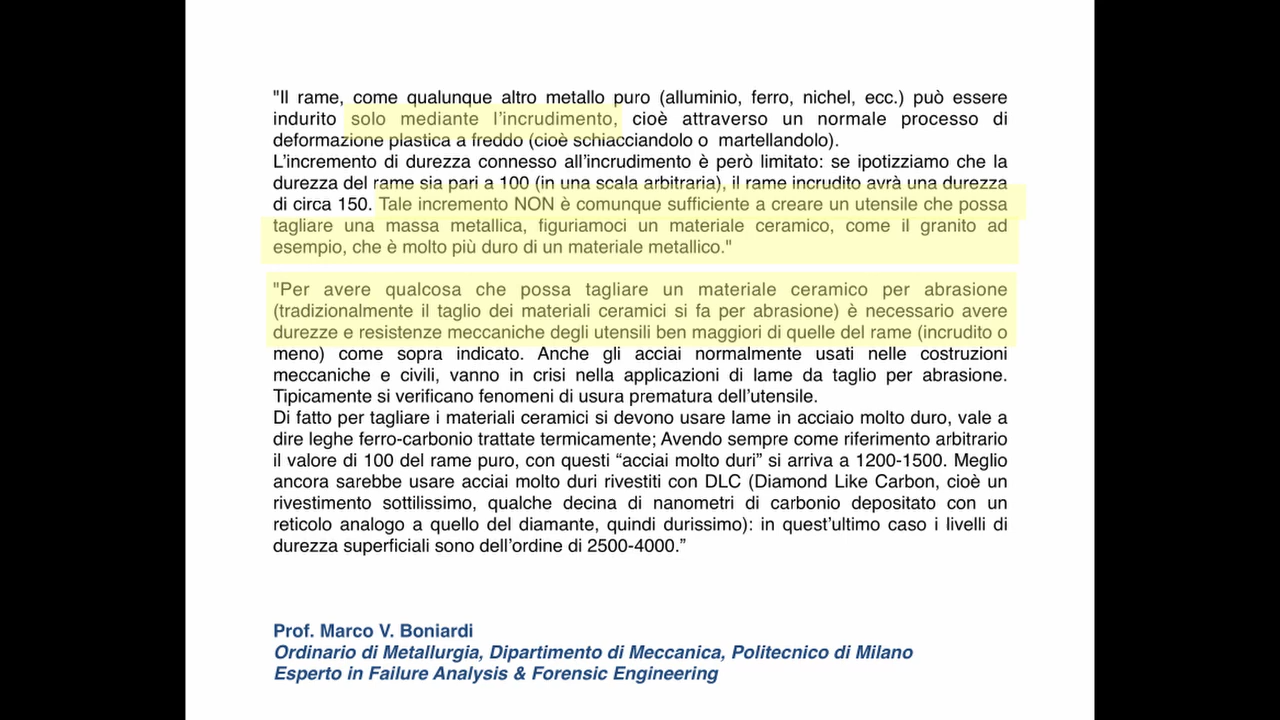 "Il rame, come qualunque altro metallo puro (alluminio, ferro, nichel, ecc.) può essere
indurito solo mediante l'incrudimento, cioè attraverso un normale processo di
deformazione plastica a freddo (cioè schiacciandolo o martellandolo).
L'incremento di durezza connesso all'incrudimento è però limitato: se ipotizziamo che la
durezza del rame sia pari a 100 (in una scala arbitraria), il rame incrudito avrà una durezza
di circa 150. Tale incremento NON è comunque sufficiente a creare un utensile che possa
tagliare una massa metallica, figuriamoci un materiale ceramico, come il granito ad
esempio, che è molto più duro di un materiale metallico."
"Per avere qualcosa che possa tagliare un materiale ceramico per abrasione
(tradizionalmente il taglio dei materiali ceramici si fa per abrasione) è necessario avere
durezze e resistenze meccaniche degli utensili ben maggiori di quelle del rame (incrudito o
meno) come sopra indicato. Anche gli acciai normalmente usati nelle costruzioni
meccaniche e civili, vanno in crisi nella applicazioni di lame da taglio per abrasione.
Tipicamente si verificano fenomeni di usura prematura dell'utensile.
Di fatto per tagliare i materiali ceramici si devono usare lame in acciaio molto duro, vale a
dire leghe ferro-carbonio trattate termicamente; Avendo sempre come riferimento arbitrario
il valore di 100 del rame puro, con questi “acciai molto duri” si arriva a 1200-1500. Meglio
ancora sarebbe usare acciai molto duri rivestiti con DLC (Diamond Like Carbon, cioè un
rivestimento sottilissimo, qualche decina di nanometri di carbonio depositato con un
reticolo analogo a quello del diamante, quindi durissimo): in quest'ultimo caso i livelli di
durezza superficiali sono dell'ordine di 2500-4000.”
Prof. Marco V. Boniardi
Ordinario di Metallurgia, Dipartimento di Meccanica, Politecnico di Milano
Esperto in Failure Analysis & Forensic Engineering